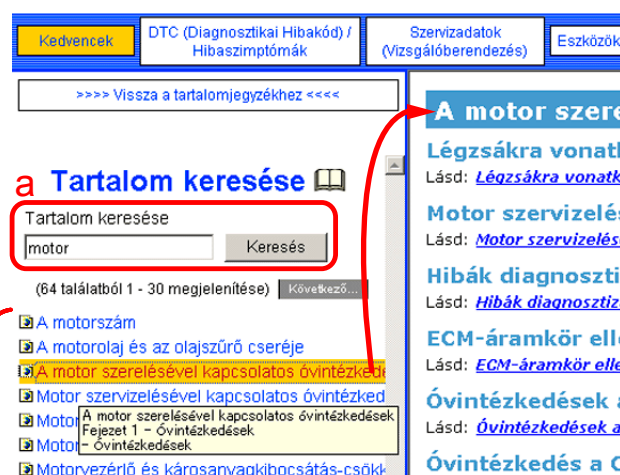 Kedvencek
DTC (Diagnosztikai Hibakód) /
Hibaszimptómák
Szervizadatok
(Vizsgálóberendezés)
Eszközök
>>>> Vissza a tartalomjegyzékhez <<<<
a
Tartalom keresése
Tartalom keresése
motor
Keresés
(64 találatból 1 - 30 megjelenítése)
Következő...
A motorszám
A motorolaj és az olajszűrő cseréje
A motor szerelésével kapcsolatos óvintézkede
Motor szervizelésével kapcsolatos óvintézked
Motor
Motor
A motor szerelésével kapcsolatos óvintézkedések
Fejezet 1 - Óvintézkedések
- Óvintézkedések
Motorvezérlő és károsanyagkibocsátás-csökk
A motor szere
Légzsákra vonatk
Lásd: Légzsákra vonatk
Motor szervizelés
Lásd: Motor szervizelés
Hibák diagnoszti
Lásd: Hibák diagnosztiz
ECM-áramkör elle
Lásd: ECM-áramkör elle
Óvintézkedések a
Lásd: Óvintézkedések a
Óvintézkedés a C